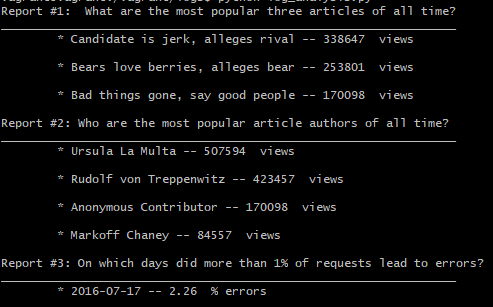 Report #1:  What are the most popular three articles of all time?
* Candidate is jerk, alleges rival -- 338647  views
* Bears love berries, alleges bear -- 253801  views
* Bad things gone, say good people -- 170098  views
Report #2: Who are the most popular article authors of all time?
* Ursula La Multa -- 507594  views
* Rudolf von Treppenwitz -- 423457  views
* Anonymous Contributor -- 170098  views
* Markoff Chaney -- 84557  views
Report #3: On which days did more than 1% of requests lead to errors?
* 2016-07-17 -- 2.26  % errors